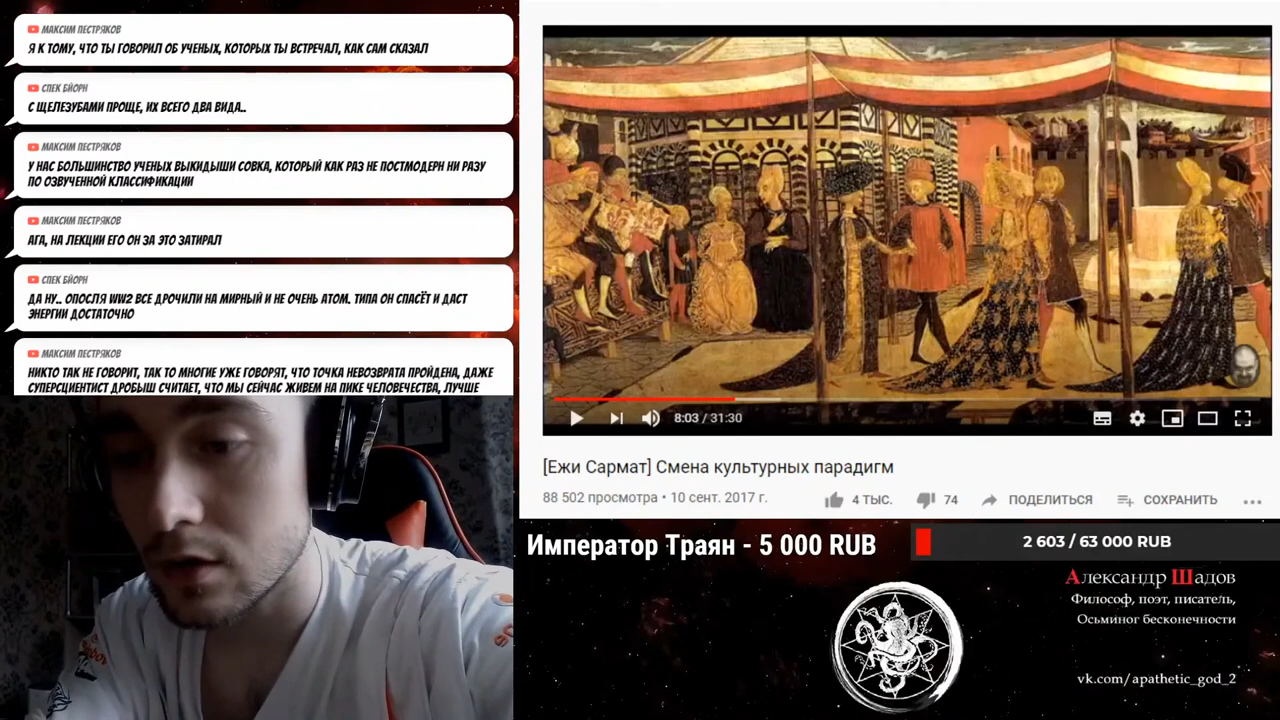 МАКСИМ ПЕСТРЯКОВ
Я К ТОМУ, ЧТО ТЫ ГОВОРИЛ ОБ УЧЕНЫХ, КОТОРЫХ ТЫ ВСТРЕЧАЛ, КАК САМ СКАЗАЛ
СПЕК БЙОРН
С ЩЕЛЕЗУБАМИ ПРОЩЕ, ИХ ВСЕГО ДВА ВИДА..
МАКСИМ ПЕСТРЯКОВ
У НАС БОЛЬШИНСТВО УЧЕНЫХ ВЫКИДЫШИ СОВКА, КОТОРЫЙ КАК РАЗ НЕ ПОСТМОДЕРН НИ РАЗУ
ПО ОЗВУЧЕННОЙ КЛАССИФИКАЦИИ
МАКСИМ ПЕСТРЯКОВ
АГА, НА ЛЕКЦИИ ЕГО ОН ЗА ЭТО ЗАТИРАЛ
СПЕК БЙОРН
ДА НУ.. ОПОСЛЯ WW2 ВСЕ ДРОЧИЛИ НА МИРНЫЙ И НЕ ОЧЕНЬ АТОМ. ТИПА ОН СПАСЁТ И ДАСТ
ЭНЕРГИИ ДОСТАТОЧНО
МАКСИМ ПЕСТРЯКОВ
НИКТО ТАК НЕ ГОВОРИТ, ТАК ТО МНОГИЕ УЖЕ ГОВОРЯТ, ЧТО ТОЧКА НЕВОЗВРАТА ПРОЙДЕНА, ДАЖЕ
СУПЕРСЦИЕНТИСТ ДРОБЫШ СЧИТАЕТ, ЧТО МЫ СЕЙЧАС ЖИВЕМ НА ПИКЕ ЧЕЛОВЕЧЕСТВА, ЛУЧШЕ
8:03 / 31:30
[Ежи Сармат] Смена культурных парадигм
88 502 просмотра • 10 сент. 2017 г.
4 ТЫС.
74
ПОДЕЛИТЬСЯ
СОХРАНИТЬ
Император Траян - 5 000 RUB
2 603 / 63 000 RUB
Александр Шадов
Философ, поэт, писатель,
Осьминог бесконечности
vk.com/apathetic_god_2